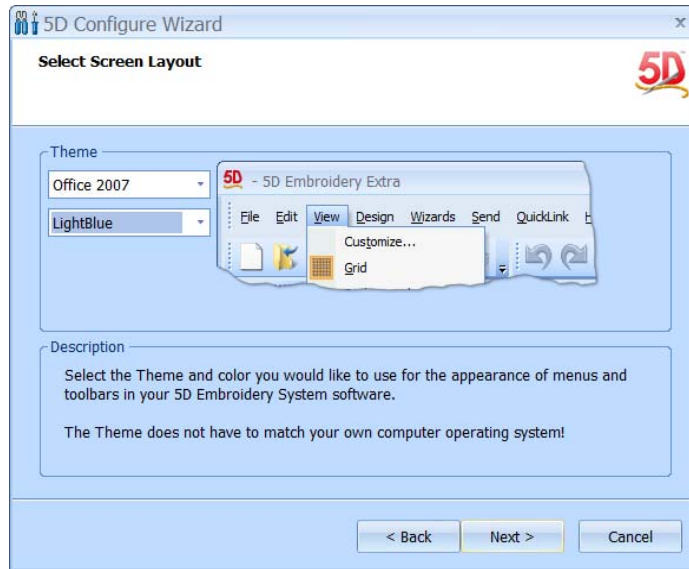 5D Configure Wizard
x
Select Screen Layout
5D
Theme
Office 2007
LightBlue
5D - 5D Embroidery Extra
File Edit View Design Wizards Send QuickLink
Customize...
Grid
Description
Select the Theme and color you would like to use for the appearance of menus and
toolbars in your 5D Embroidery System software.
The Theme does not have to match your own computer operating system!
< Back Next > Cancel